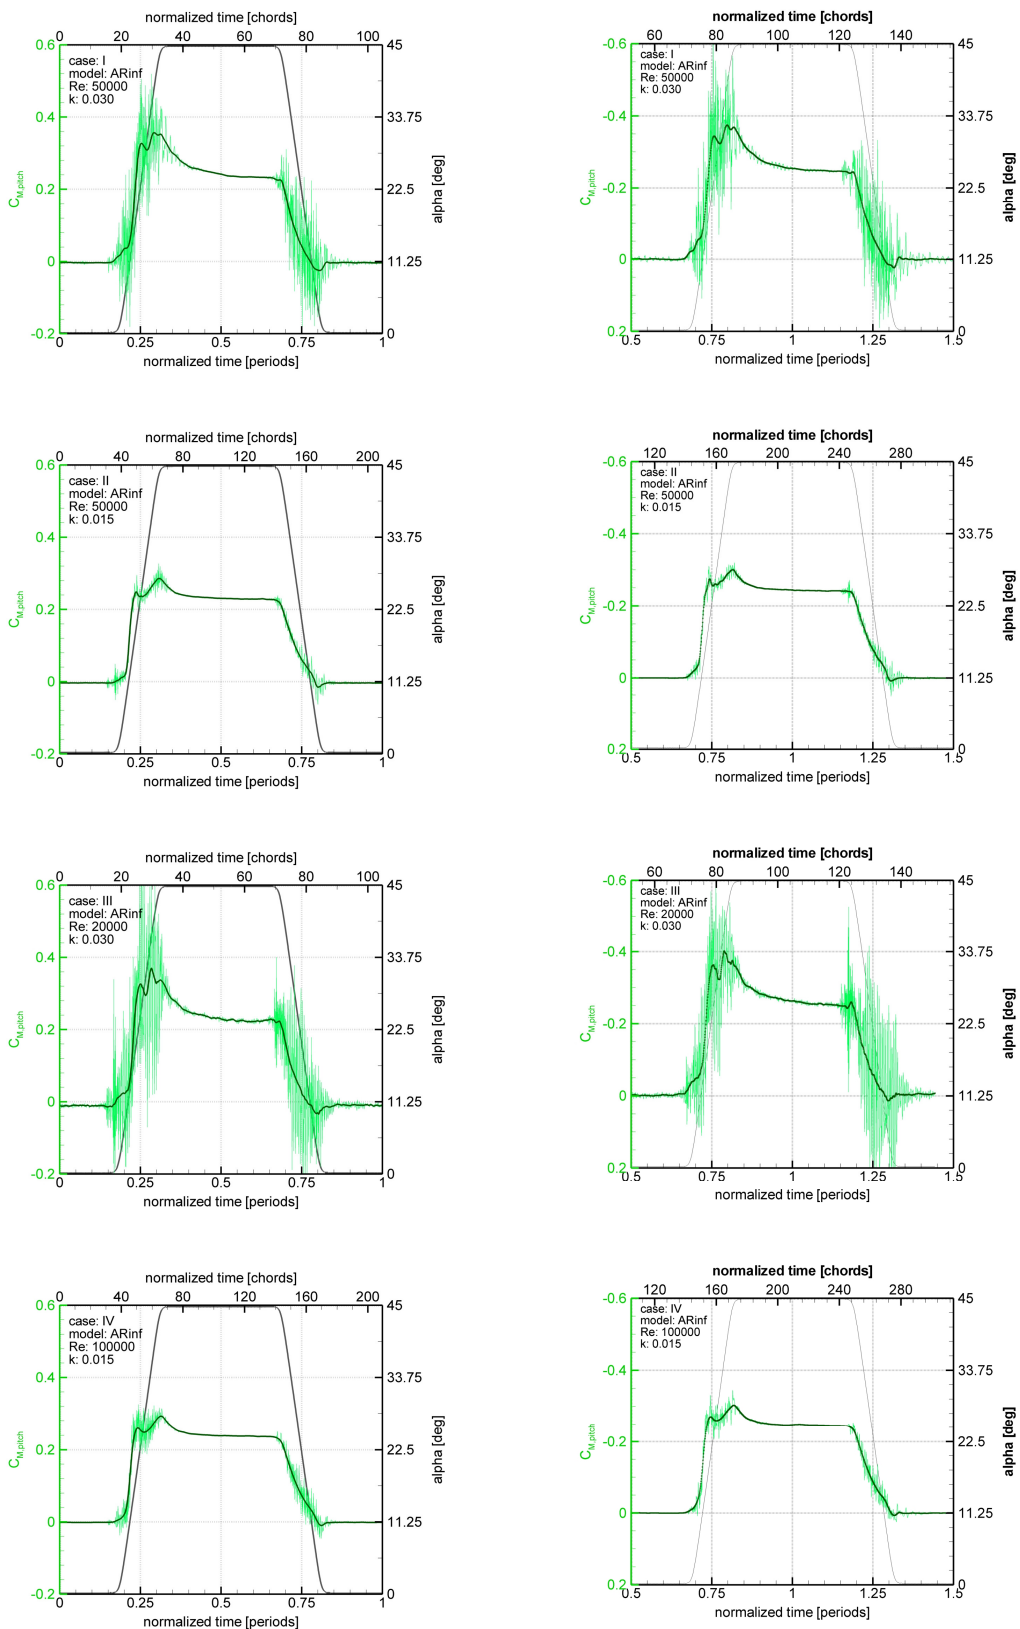 normalized time [chords]
0 20 40 60 80 100
0.6 45
case: I
model: ARinf
Re: 50000
k: 0.030
0.4 33.75
0.2 22.5
C_M,pitch
alpha [deg]
0 11.25
-0.2 0
0 0.25 0.5 0.75 1
normalized time [periods]
normalized time [chords]
60 80 100 120 140
-0.6 45
case: I
model: ARinf
Re: 50000
k: 0.030
-0.4 33.75
-0.2 22.5
C_M,pitch
alpha [deg]
0 11.25
0.2 0
0.5 0.75 1 1.25 1.5
normalized time [periods]
normalized time [chords]
0 40 80 120 160 200
0.6 45
case: II
model: ARinf
Re: 50000
k: 0.015
0.4 33.75
0.2 22.5
C_M,pitch
alpha [deg]
0 11.25
-0.2 0
0 0.25 0.5 0.75 1
normalized time [periods]
normalized time [chords]
120 160 200 240 280
-0.6 45
case: II
model: ARinf
Re: 50000
k: 0.015
-0.4 33.75
-0.2 22.5
C_M,pitch
alpha [deg]
0 11.25
0.2 0
0.5 0.75 1 1.25 1.5
normalized time [periods]
normalized time [chords]
0 20 40 60 80 100
0.6 45
case: III
model: ARinf
Re: 20000
k: 0.030
0.4 33.75
0.2 22.5
C_M,pitch
alpha [deg]
0 11.25
-0.2 0
0 0.25 0.5 0.75 1
normalized time [periods]
normalized time [chords]
60 80 100 120 140
-0.6 45
case: III
model: ARinf
Re: 20000
k: 0.030
-0.4 33.75
-0.2 22.5
C_M,pitch
alpha [deg]
0 11.25
0.2 0
0.5 0.75 1 1.25 1.5
normalized time [periods]
normalized time [chords]
0 40 80 120 160 200
0.6 45
case: IV
model: ARinf
Re: 100000
k: 0.015
0.4 33.75
0.2 22.5
C_M,pitch
alpha [deg]
0 11.25
-0.2 0
0 0.25 0.5 0.75 1
normalized time [periods]
normalized time [chords]
120 160 200 240 280
-0.6 45
case: IV
model: ARinf
Re: 100000
k: 0.015
-0.4 33.75
-0.2 22.5
C_M,pitch
alpha [deg]
0 11.25
0.2 0
0.5 0.75 1 1.25 1.5
normalized time [periods]